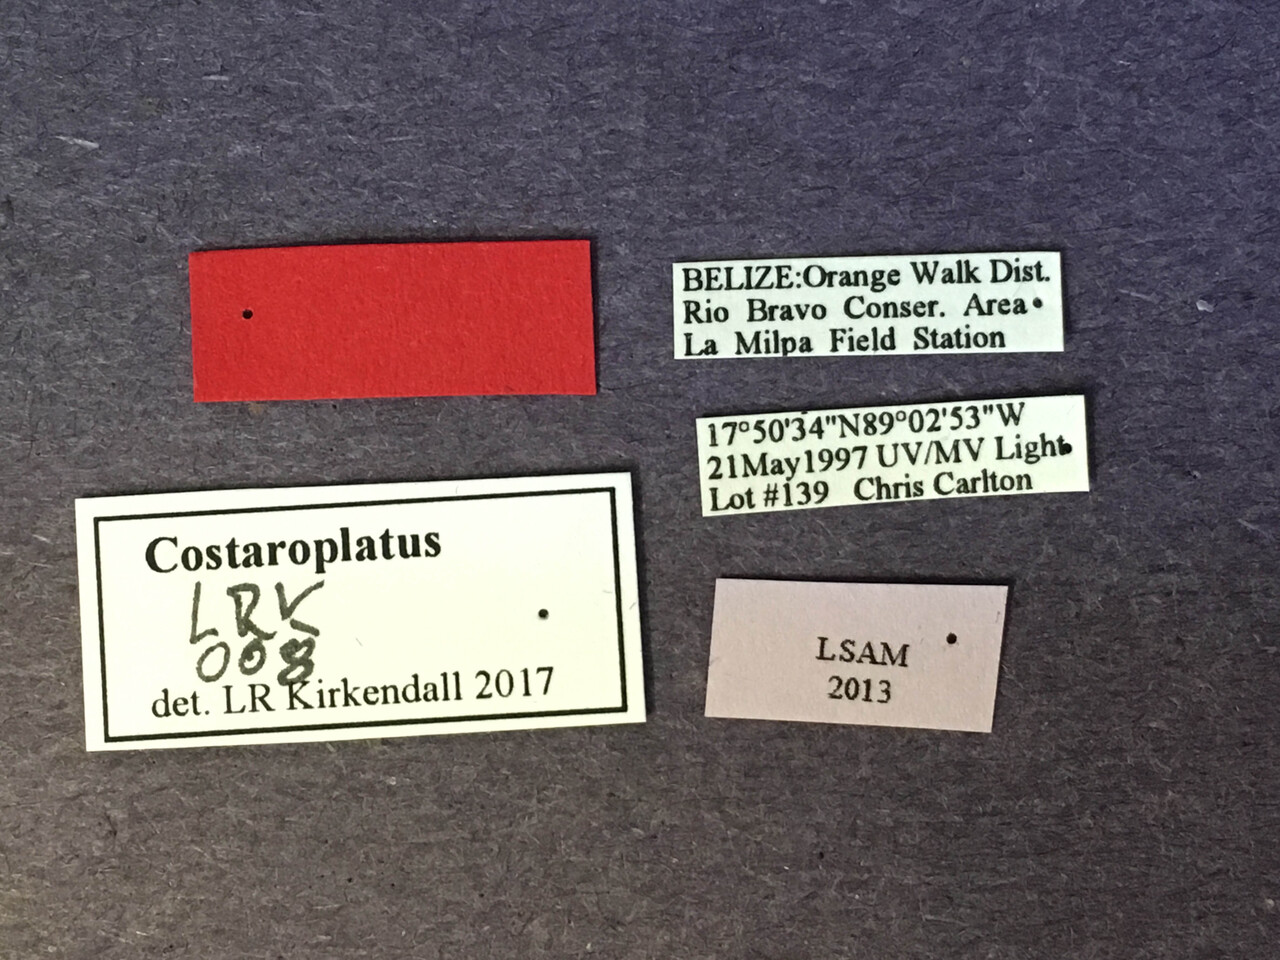 BELIZE:Orange Walk Dist.
Rio Bravo Conser. Area
La Milpa Field Station
17°50'34"N89°02'53"W
21May1997 UV/MV Light
Lot #139 Chris Carlton
Costaroplatus
LRK
008
det. LR Kirkendall 2017
LSAM
2013